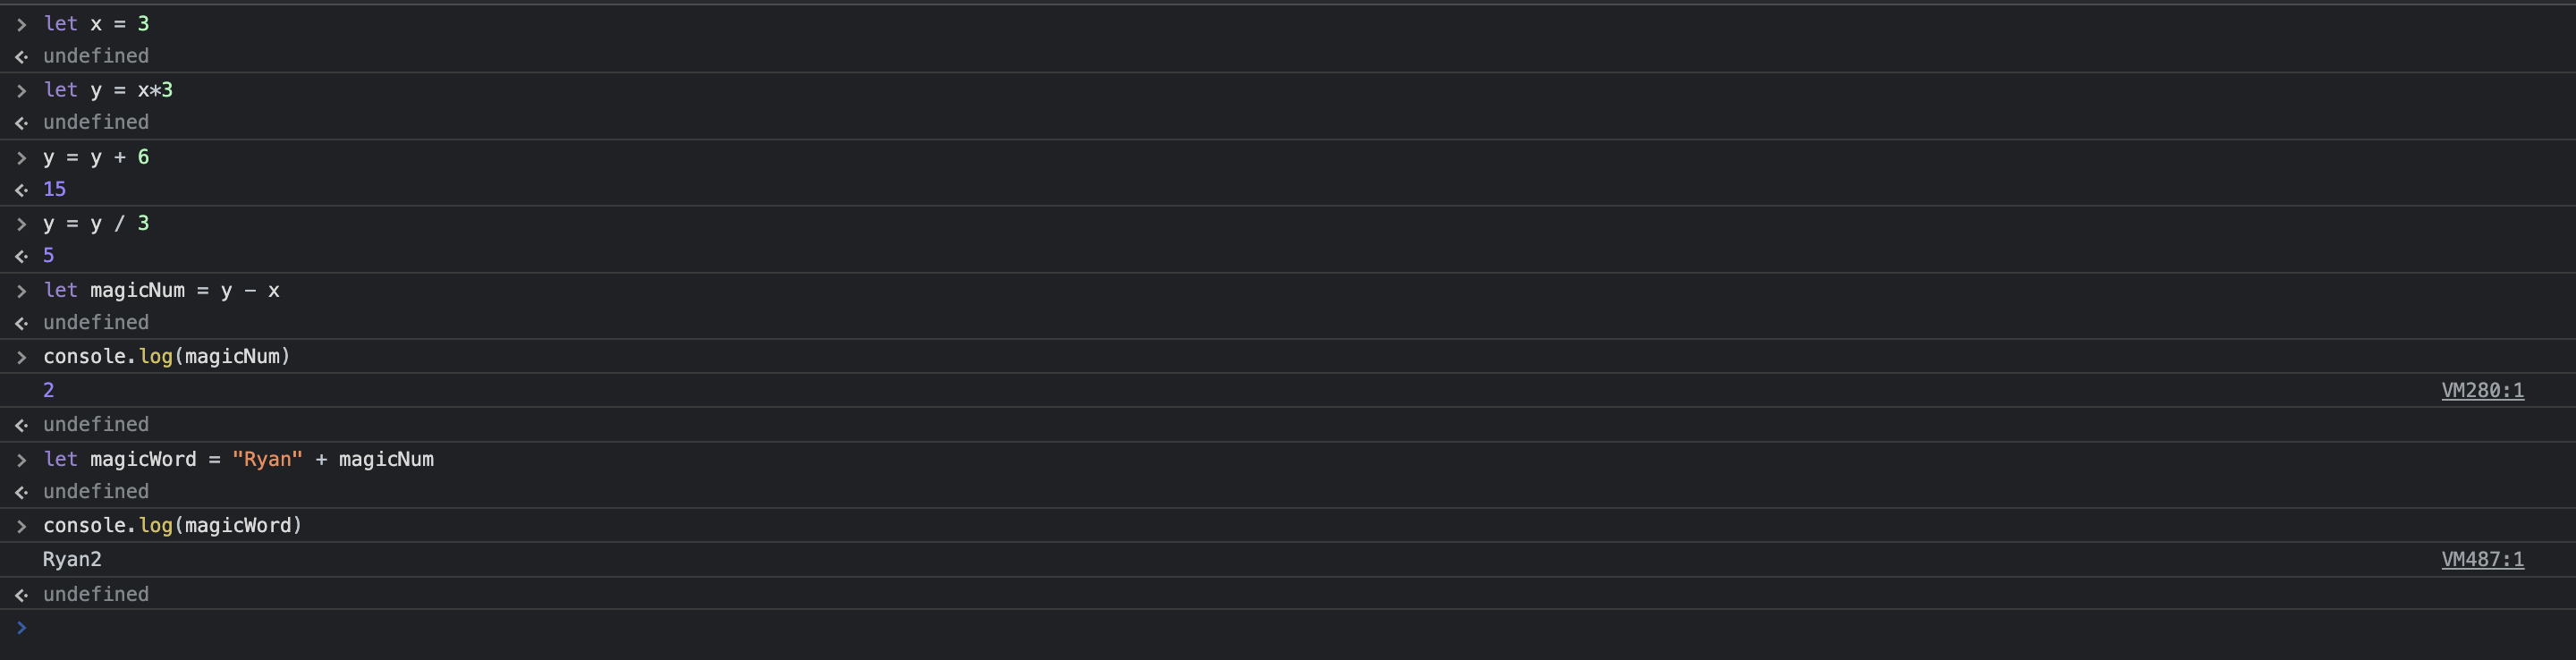 > let x = 3
<· undefined
> let y = x*3
<· undefined
> y = y + 6
<· 15
> y = y / 3
<· 5
> let magicNum = y - x
<· undefined
> console.log(magicNum)
2 VM280:1
<· undefined
> let magicWord = "Ryan" + magicNum
<· undefined
> console.log(magicWord)
Ryan2 VM487:1
<· undefined
>